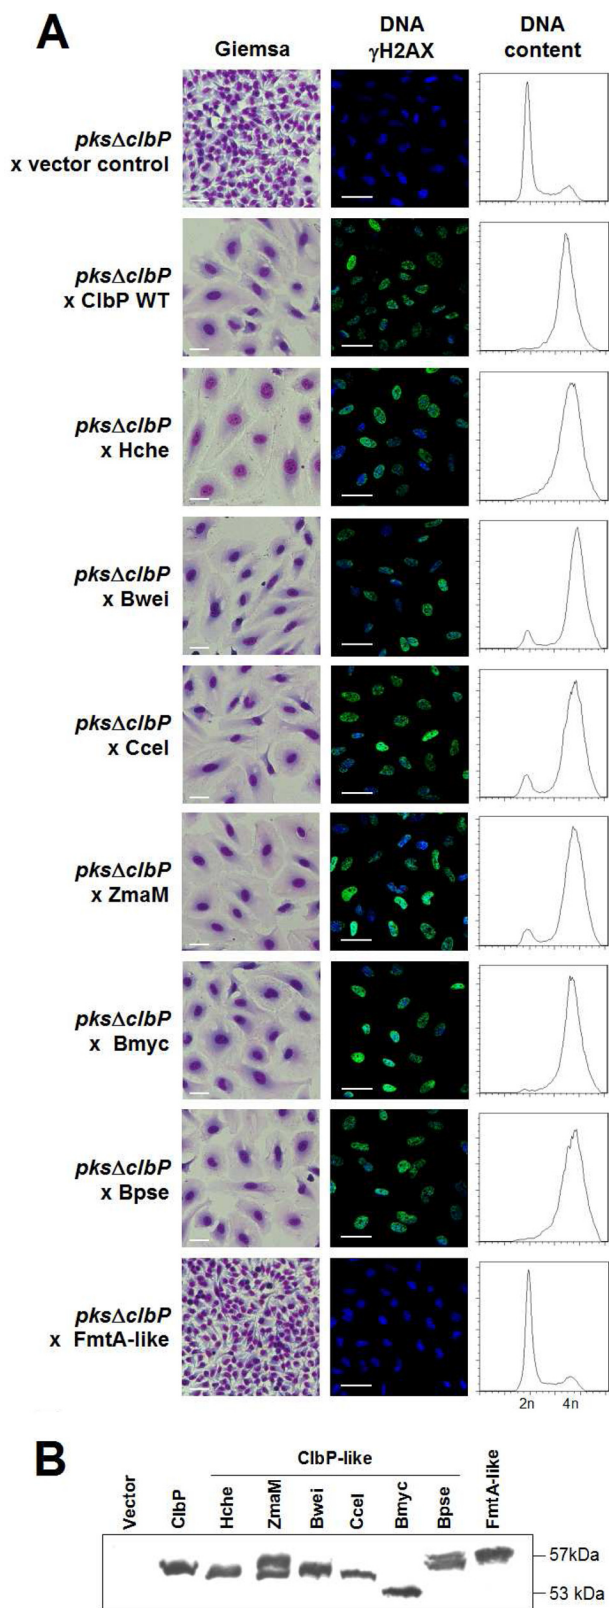 A
Giemsa
DNA
γH2AX
DNA
content
pksΔclbP
x vector control
pksΔclbP
x ClbP WT
pksΔclbP
x Hche
pksΔclbP
x Bwei
pksΔclbP
x Ccel
pksΔclbP
x ZmaM
pksΔclbP
x Bmyc
pksΔclbP
x Bpse
pksΔclbP
x FmtA-like
2n 4n
B
ClbP-like
Vector ClbP Hche ZmaM Bwei Ccel Bmyc Bpse FmtA-like
57kDa
53 kDa